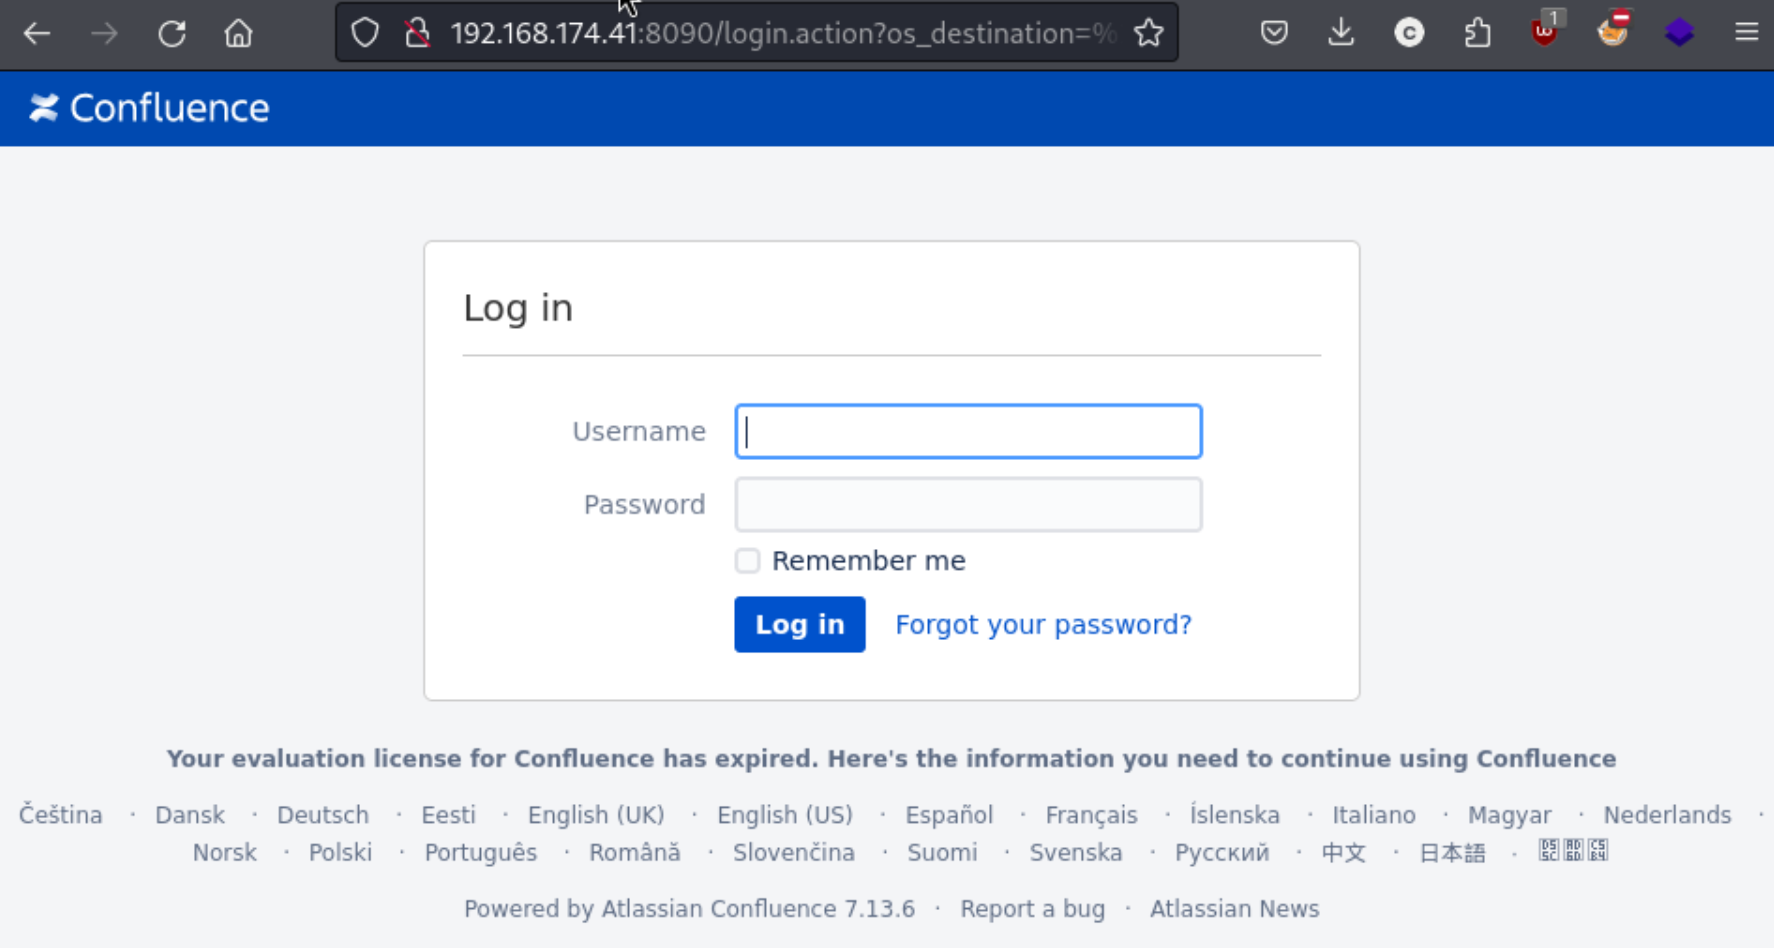 192.168.174.41:8090/login.action?os_destination=%
1
Confluence
Log in
Username
Password
Remember me
Log in Forgot your password?
Your evaluation license for Confluence has expired. Here's the information you need to continue using Confluence
Čeština · Dansk · Deutsch · Eesti · English (UK) · English (US) · Español · Français · Íslenska · Italiano · Magyar · Nederlands ·
Norsk · Polski · Português · Română · Slovenčina · Suomi · Svenska · Русский · 中文 · 日本語 ·
Powered by Atlassian Confluence 7.13.6 · Report a bug · Atlassian News